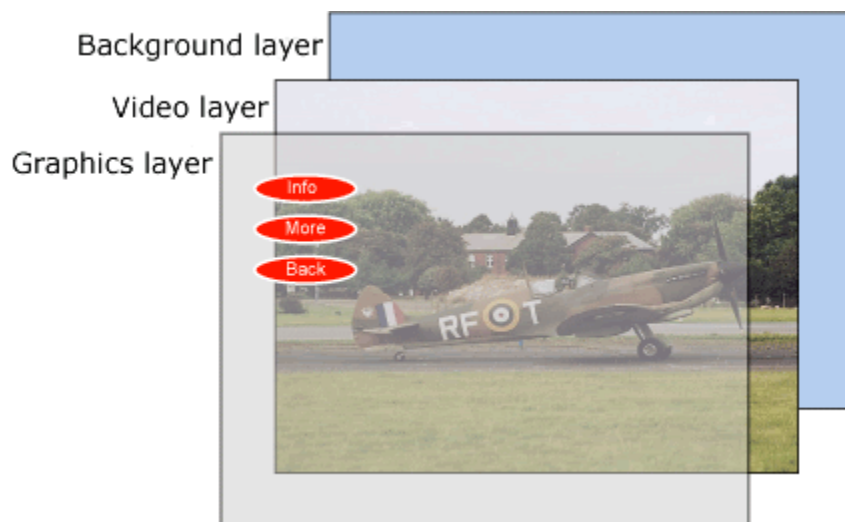 Background layer
Video layer
Graphics layer
Info
More
Back
RF T